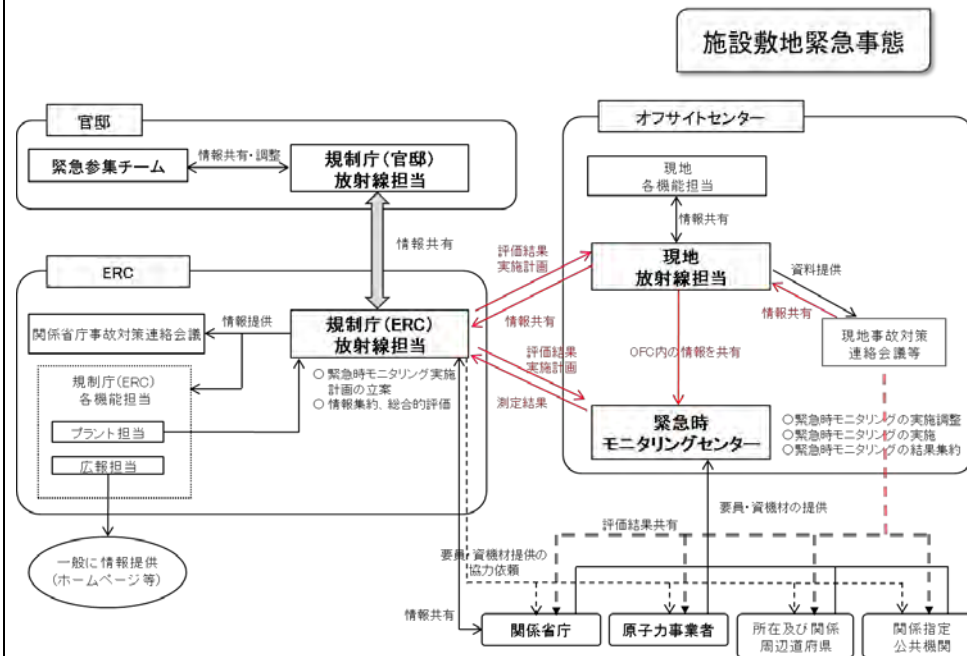 施設敷地緊急事態
官邸
緊急参集チーム
情報共有・調整
規制庁(官邸)
放射線担当
情報共有
ERC
関係省庁事故対策連絡会議
情報提供
規制庁(ERC)
放射線担当
○ 緊急時モニタリング実施
計画の立案
○ 情報集約、総合的評価
規制庁(ERC)
各機能担当
プラント担当
広報担当
一般に情報提供
(ホームページ等)
評価結果
実施計画
情報共有
評価結果
実施計画
測定結果
オフサイトセンター
現地
各機能担当
情報共有
現地
放射線担当
資料提供
情報共有
現地事故対策
連絡会議等
OFC内の情報を共有
緊急時
モニタリングセンター
○緊急時モニタリングの実施調整
○緊急時モニタリングの実施
○緊急時モニタリングの結果集約
要員・資機材の提供
評価結果共有
要員・資機材提供の
協力依頼
情報共有
関係省庁
原子力事業者
所在及び関係
周辺道府県
関係指定
公共機関